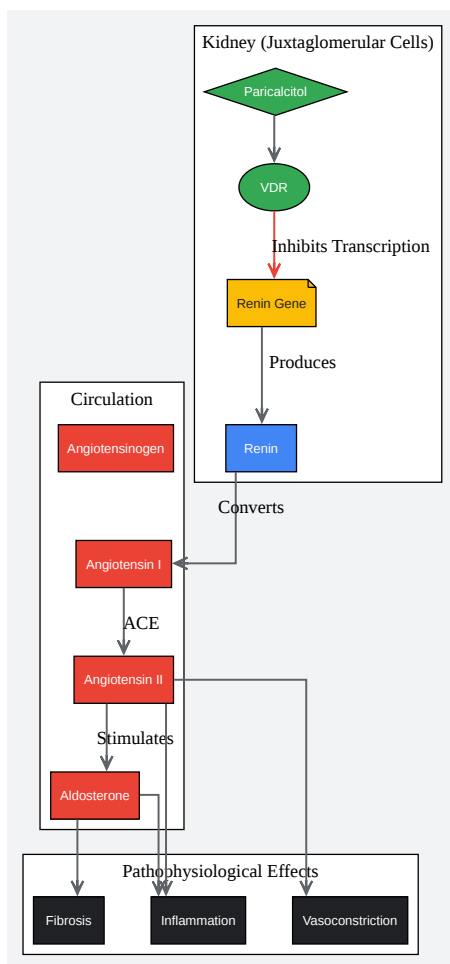 Kidney (Juxtaglomerular Cells)
Paricalcitol
VDR
Inhibits Transcription
Renin Gene
Produces
Circulation
Angiotensinogen
Renin
Converts
Angiotensin I
ACE
Angiotensin II
Stimulates
Aldosterone
Pathophysiological Effects
Fibrosis
Inflammation
Vasoconstriction